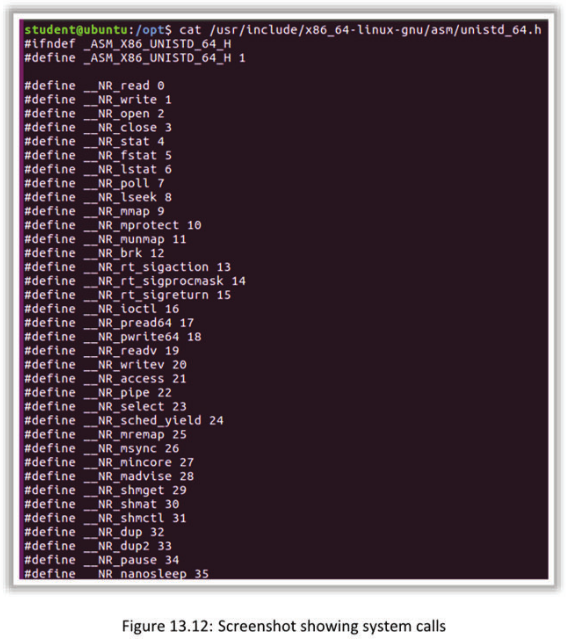 student@ubuntu:/opt$ cat /usr/include/x86_64-linux-gnu/asm/unistd_64.h
#ifndef _ASM_X86_UNISTD_64_H
#define _ASM_X86_UNISTD_64_H 1
#define __NR_read 0
#define __NR_write 1
#define __NR_open 2
#define __NR_close 3
#define __NR_stat 4
#define __NR_fstat 5
#define __NR_lstat 6
#define __NR_poll 7
#define __NR_lseek 8
#define __NR_mmap 9
#define __NR_mprotect 10
#define __NR_munmap 11
#define __NR_brk 12
#define __NR_rt_sigaction 13
#define __NR_rt_sigprocmask 14
#define __NR_rt_sigreturn 15
#define __NR_ioctl 16
#define __NR_pread64 17
#define __NR_pwrite64 18
#define __NR_readv 19
#define __NR_writev 20
#define __NR_access 21
#define __NR_pipe 22
#define __NR_select 23
#define __NR_sched_yield 24
#define __NR_mremap 25
#define __NR_msync 26
#define __NR_mincore 27
#define __NR_madvise 28
#define __NR_shmget 29
#define __NR_shmat 30
#define __NR_shmctl 31
#define __NR_dup 32
#define __NR_dup2 33
#define __NR_pause 34
#define __NR_nanosleep 35
Figure 13.12: Screenshot showing system calls